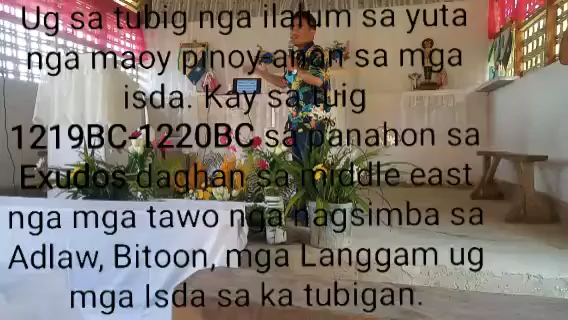 Ug sa tubig nga ilalum sa yuta
nga maoy pinoy-anan sa mga
isda. Kay sa tuig
1219BC-1220BC sa panahon sa
Exudos daghan sa middle east
nga mga tawo nga nagsimba sa
Adlaw, Bitoon, mga Langgam ug
mga Isda sa ka tubigan.